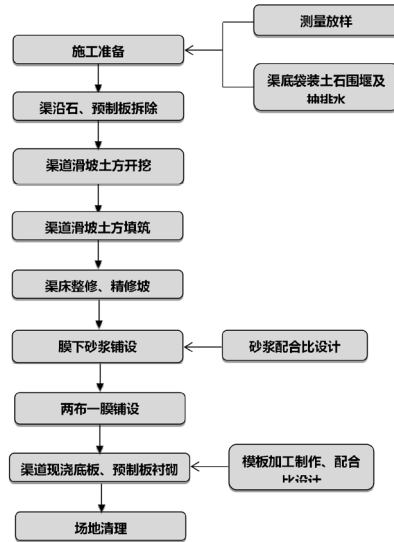 测量放样
施工准备
渠底袋装土石围堰及
抽排水
渠沿石、预制板拆除
渠道滑坡土方开挖
渠道滑坡土方填筑
渠床整修、精修坡
膜下砂浆铺设
砂浆配合比设计
两布一膜铺设
渠道现浇底板、预制板衬砌
模板加工制作、配合
比设计
场地清理